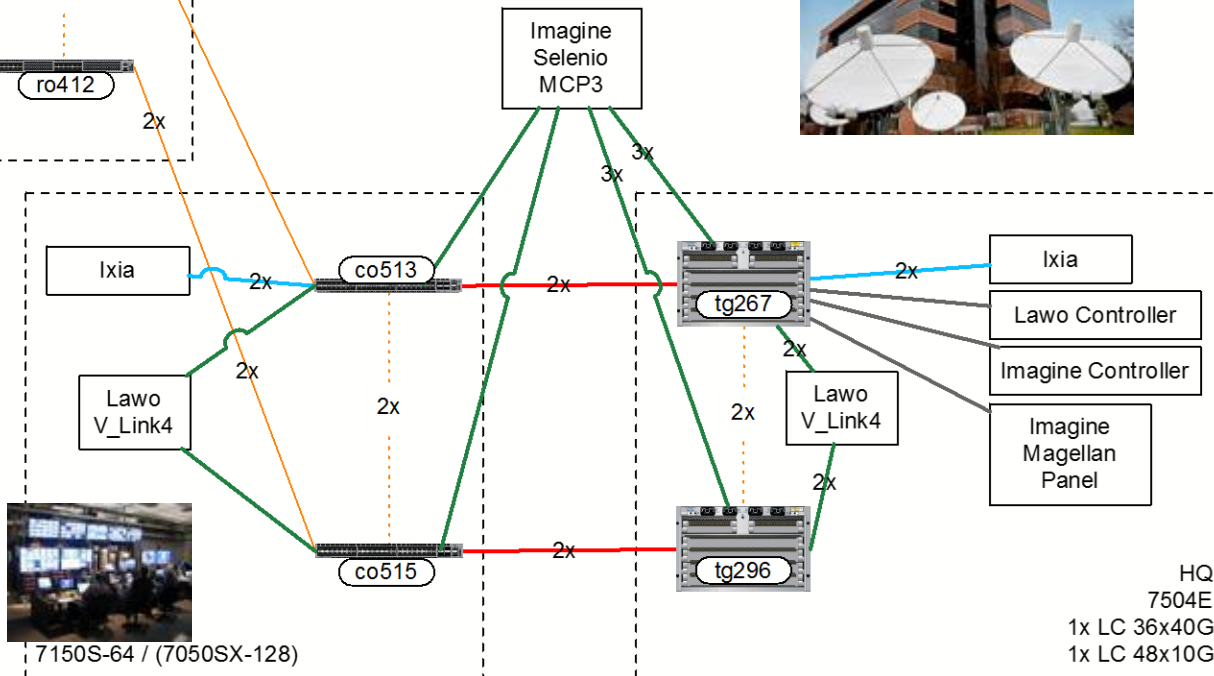 Imagine
Selenio
MCP3
ro412
2x
3x
3x
Ixia
2x
co513
2x
tg267
2x
Ixia
Lawo Controller
Imagine Controller
Imagine
Magellan
Panel
2x
Lawo
V_Link4
2x
2x
2x
Lawo
V_Link4
2x
co515
2x
tg296
7150S-64 / (7050SX-128)
HQ
7504E
1x LC 36x40G
1x LC 48x10G